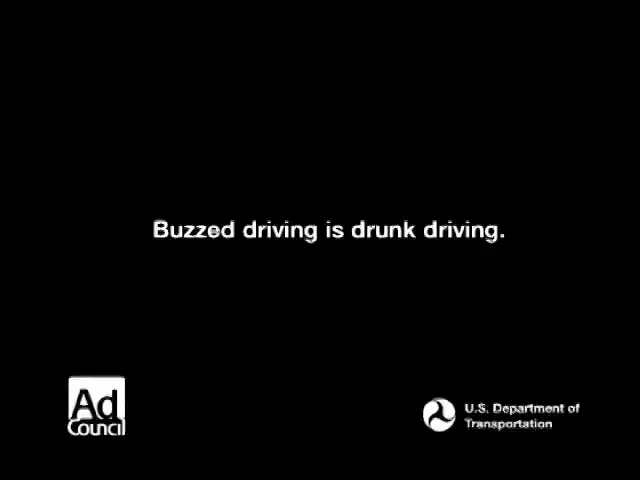 Buzzed driving is drunk driving.
Ad
Council
U.S. Department of
Transportation